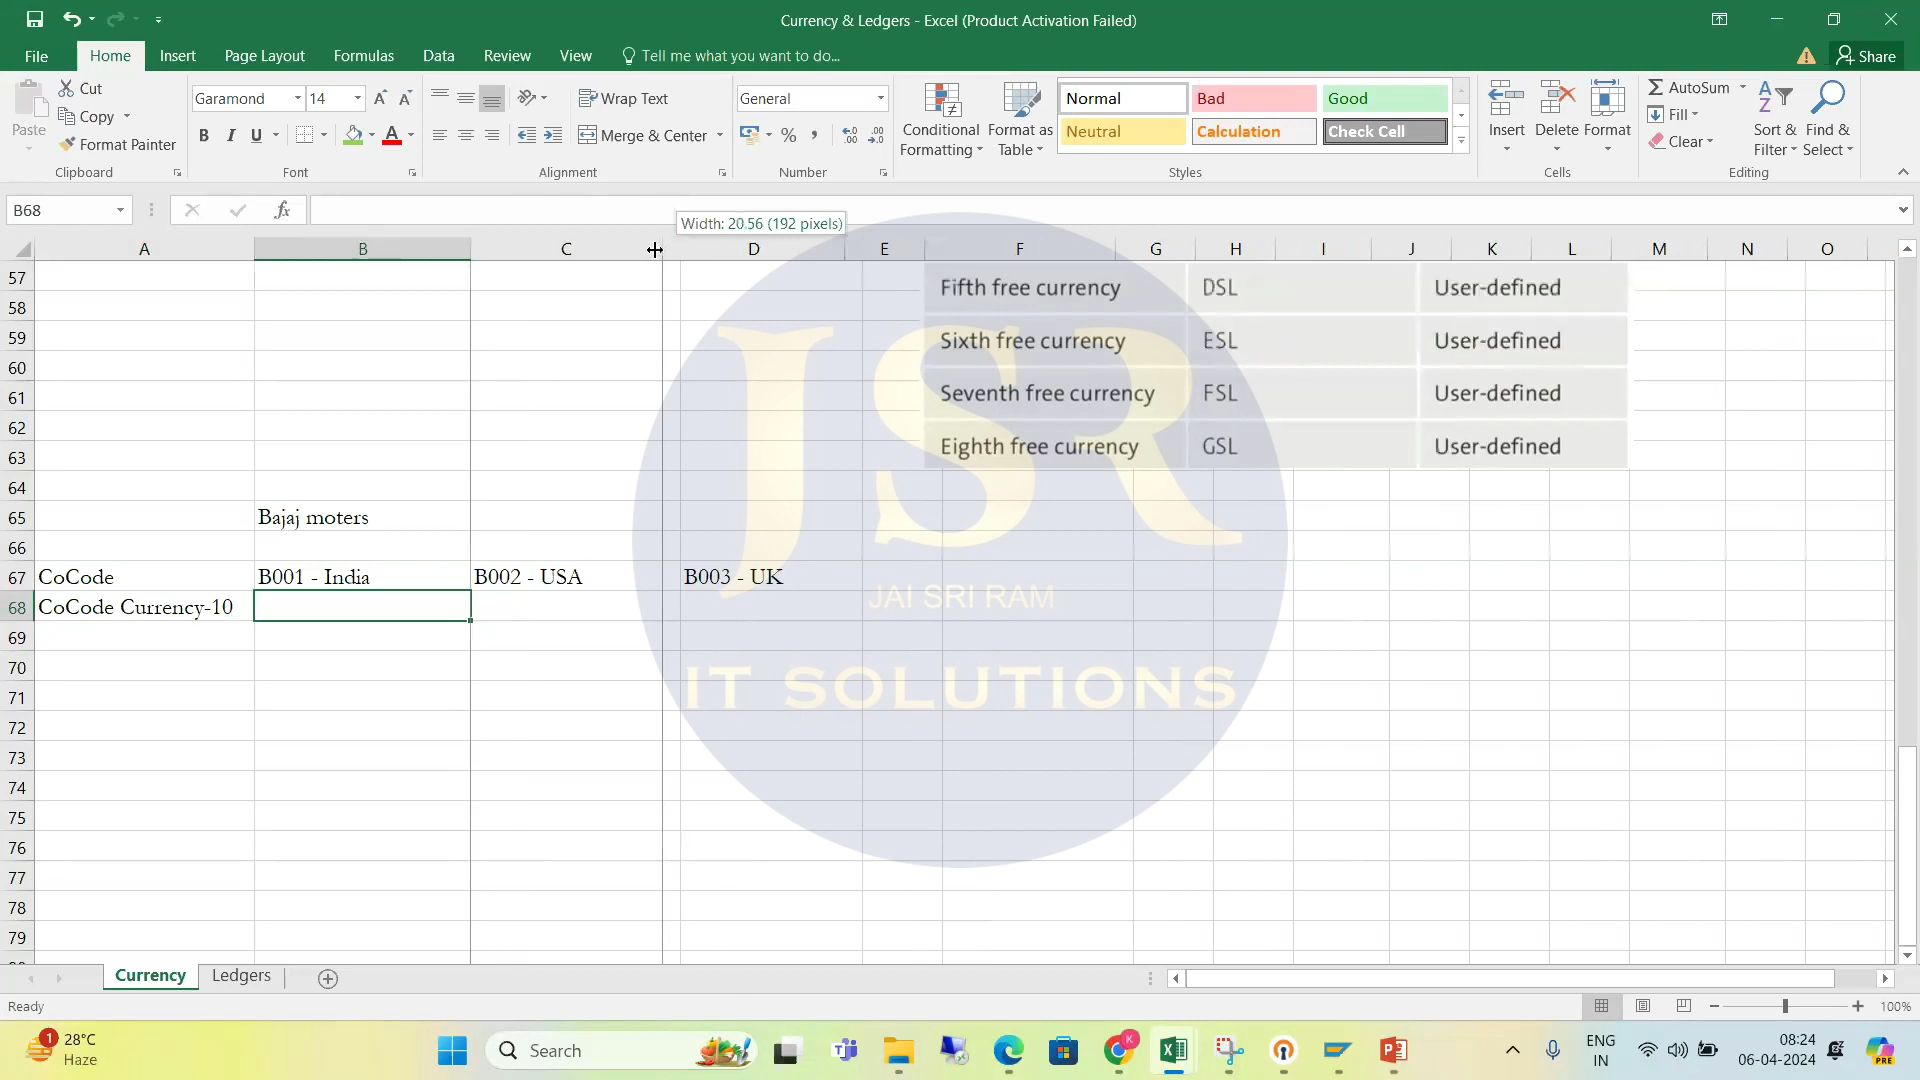 Currency & Ledgers - Excel (Product Activation Failed)
File Home Insert Page Layout Formulas Data Review View Tell me what you want to do... Share
Paste Cut Copy Format Painter Clipboard
Garamond 14 B I U A Font
Wrap Text Merge & Center Alignment
General % Number
Conditional Formatting Format as Table
Normal Bad Good
Neutral Calculation Check Cell
Styles
Insert Delete Format Cells
AutoSum Fill Clear Sort & Filter Find & Select Editing
B68 fx
Width: 20.56 (192 pixels)
A B C D E F G H I J K L M N O
57 Fifth free currency DSL User-defined
58
59 Sixth free currency ESL User-defined
60
61 Seventh free currency FSL User-defined
62
63 Eighth free currency GSL User-defined
64
65 Bajaj moters
66
67 CoCode B001 - India B002 - USA B003 - UK
68 CoCode Currency-10
69
70
71
72
73
74
75
76
77
78
79
JSR
JAI SRI RAM
IT SOLUTIONS
Currency Ledgers
Ready 100%
1 28°C
Haze
Search
ENG
IN
08:24
06-04-2024